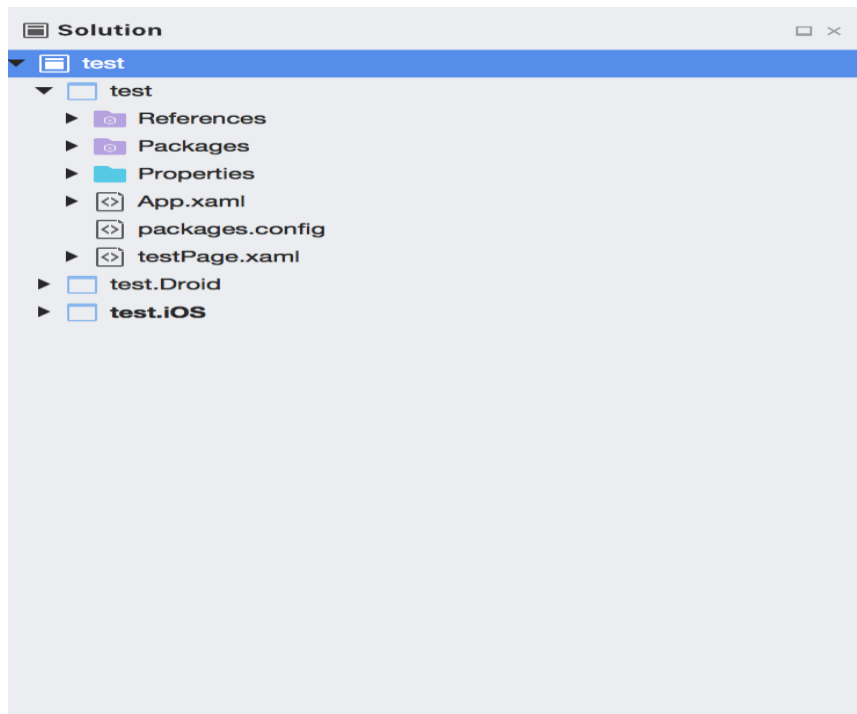 Solution
test
test
References
Packages
Properties
App.xaml
packages.config
testPage.xaml
test.Droid
test.iOS